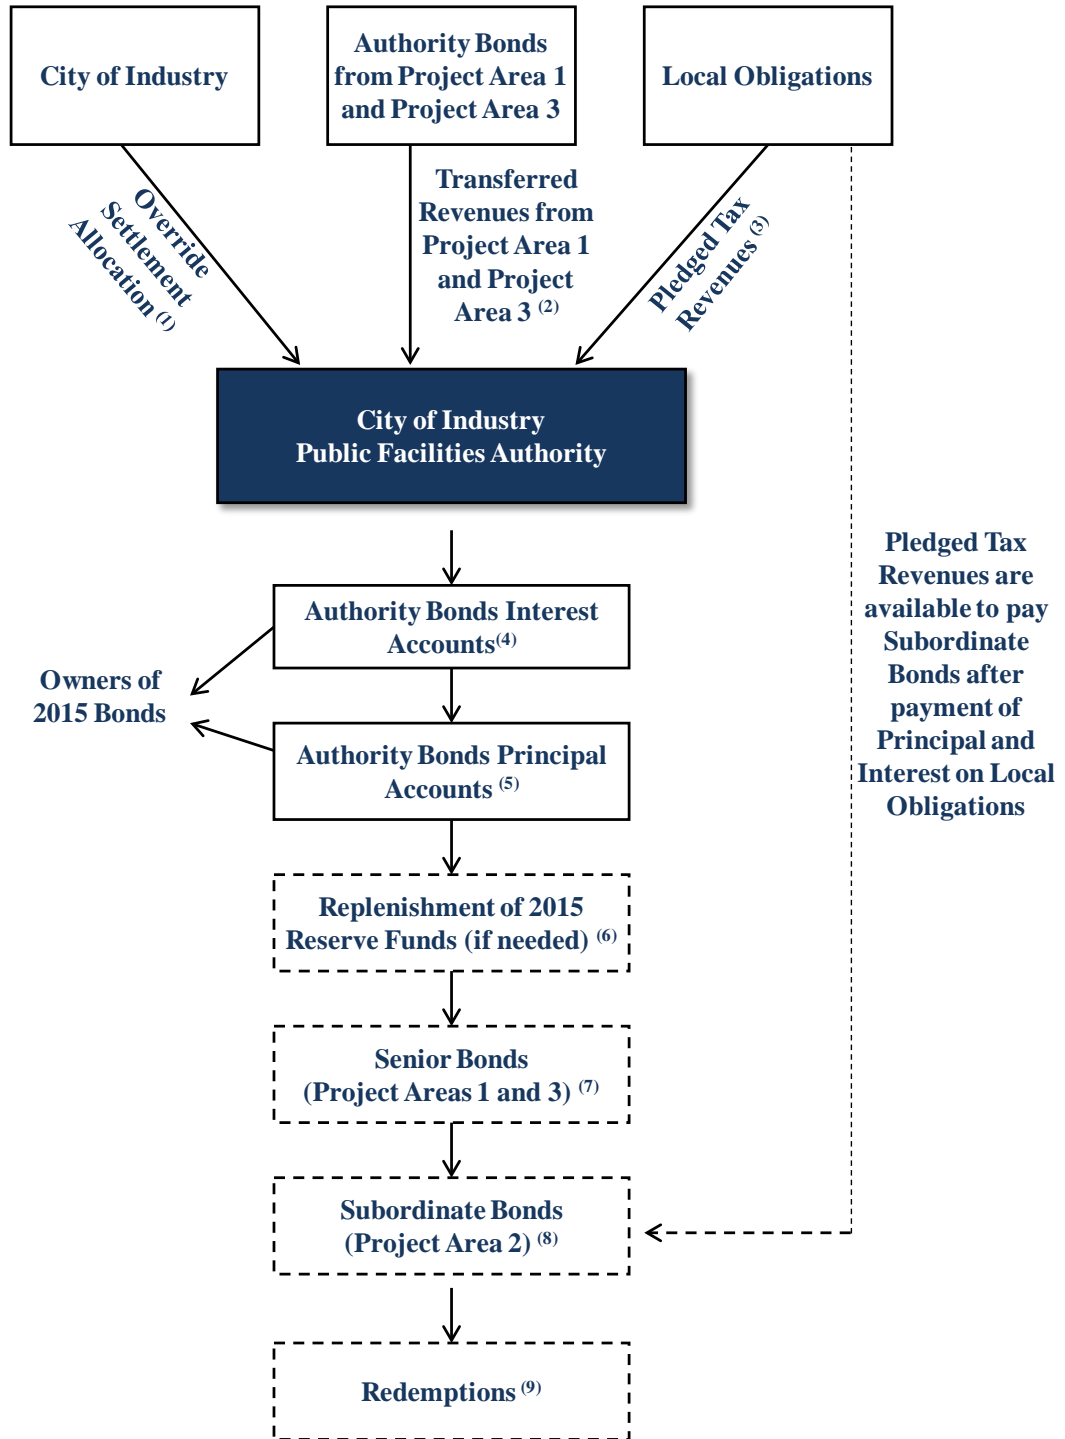 City of Industry
Authority Bonds
from Project Area 1
and Project Area 3
Local Obligations
Override
Settlement
Allocation (1)
Transferred
Revenues from
Project Area 1
and Project
Area 3 (2)
Pledged Tax
Revenues (3)
City of Industry
Public Facilities Authority
Pledged Tax
Revenues are
available to pay
Subordinate
Bonds after
payment of
Principal and
Interest on Local
Obligations
Authority Bonds Interest
Accounts(4)
Owners of
2015 Bonds
Authority Bonds Principal
Accounts (5)
Replenishment of 2015
Reserve Funds (if needed) (6)
Senior Bonds
(Project Areas 1 and 3) (7)
Subordinate Bonds
(Project Area 2) (8)
Redemptions (9)